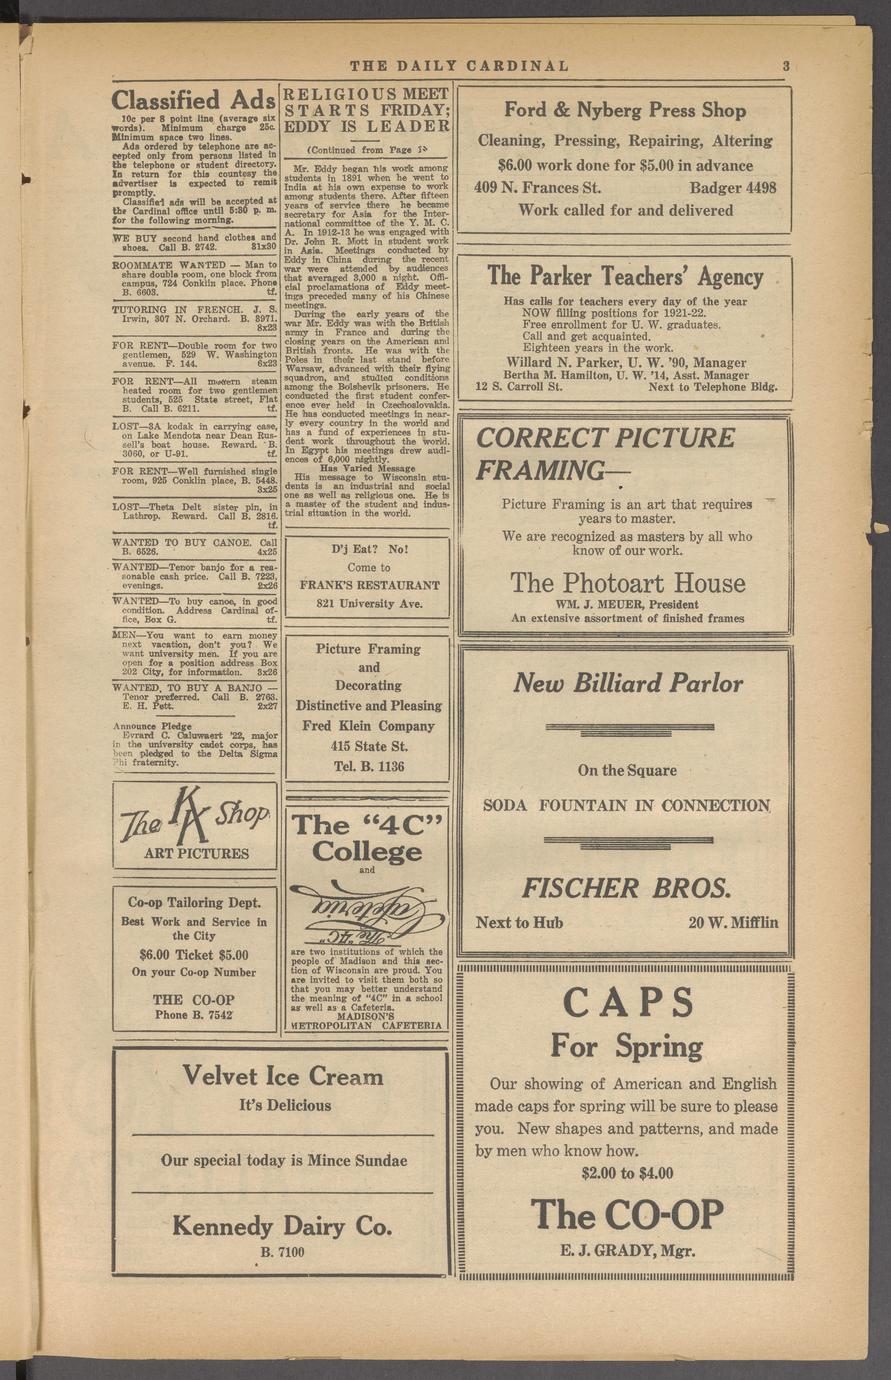 THE DAILY CARDINAL
3
Classified Ads
10c per 8 point line (average six
words). Minimum charge 25c.
Minimum space two lines.
Ads ordered by telephone are ac-
cepted only from persons listed in
the telephone or student directory.
In return for this countesy the
advertiser is expected to remit
promptly.
Classified ads will be accepted at
the Cardinal office until 5:30 p. m.
for the following morning.
WE BUY second hand clothes and
shoes. Call B. 2742. 31x30
ROOMMATE WANTED — Man to
share double room, one block from
campus, 724 Conklin place. Phone
B. 6603. tf.
TUTORING IN FRENCH. J. S.
Irwin, 307 N. Orchard. B. 3971.
8x23
FOR RENT—Double room for two
gentlemen, 529 W. Washington
avenue. F. 144. 6x23
FOR RENT—All modern steam
heated room for two gentlemen
students, 525 State street, Flat
B. Call B. 6211. tf.
LOST—3A kodak in carrying case,
on Lake Mendota near Dean Rus-
sell's boat house. Reward. B.
3060, or U-91. tf.
FOR RENT—Well furnished single
room, 925 Conklin place, B. 5448.
3x25
LOST—Theta Delt sister pin, in
Lathrop. Reward. Call B. 2816.
tf.
WANTED TO BUY CANOE. Call
B. 6526. 4x25
WANTED—Tenor banjo for a rea-
sonable cash price. Call B. 7223,
evenings. 2x26
WANTED—To buy canoe, in good
condition. Address Cardinal of-
fice, Box G. tf.
MEN—You want to earn money
next vacation, don't you? We
want university men. If you are
open for a position address Box
202 City, for information. 3x26
WANTED, TO BUY A BANJO —
Tenor preferred. Call B. 2763.
E. H. Pett. 2x27
Announce Pledge
Evrard C. Caluwaert '22, major
in the university cadet corps, has
been pledged to the Delta Sigma
Phi fraternity.
The KA Shop
ART PICTURES
Co-op Tailoring Dept.
Best Work and Service in
the City
$6.00 Ticket $5.00
On your Co-op Number
THE CO-OP
Phone B. 7542
RELIGIOUS MEET
STARTS FRIDAY;
EDDY IS LEADER
(Continued from Page 1)
Mr. Eddy began his work among
students in 1891 when he went to
India at his own expense to work
among students there. After fifteen
years of service there he became
secretary for Asia for the Inter-
national committee of the Y. M. C.
A. In 1912-13 he was engaged with
Dr. John R. Mott in student work
in Asia. Meetings conducted by
Eddy in China during the recent
war were attended by audiences
that averaged 3,000 a night. Offi-
cial proclamations of Eddy meet-
ings preceded many of his Chinese
meetings.
During the early years of the
war Mr. Eddy was with the British
army in France and during the
closing years on the American and
British fronts. He was with the
Poles in their last stand before
Warsaw, advanced with their flying
squadron, and studied conditions
among the Bolshevik prisoners. He
conducted the first student confer-
ence ever held in Czechoslovakia.
He has conducted meetings in near-
ly every country in the world and
has a fund of experiences in stu-
dent work throughout the world.
In Egypt his meetings drew audi-
ences of 6,000 nightly.
Has Varied Message
His message to Wisconsin stu-
dents is an industrial and social
one as well as religious one. He is
a master of the student and indus-
trial situation in the world.
D'j Eat? No!
Come to
FRANK'S RESTAURANT
821 University Ave.
Picture Framing
and
Decorating
Distinctive and Pleasing
Fred Klein Company
415 State St.
Tel. B. 1136
The "4C"
College
and
The "4C"
Cafeteria
are two institutions of which the
people of Madison and this sec-
tion of Wisconsin are proud. You
are invited to visit them both so
that you may better understand
the meaning of "4C" in a school
as well as a Cafeteria.
MADISON'S
METROPOLITAN CAFETERIA
Velvet Ice Cream
It's Delicious
Our special today is Mince Sundae
Kennedy Dairy Co.
B. 7100
Ford & Nyberg Press Shop
Cleaning, Pressing, Repairing, Altering
$6.00 work done for $5.00 in advance
409 N. Frances St. Badger 4498
Work called for and delivered
The Parker Teachers' Agency
Has calls for teachers every day of the year
NOW filling positions for 1921-22.
Free enrollment for U. W. graduates.
Call and get acquainted.
Eighteen years in the work.
Willard N. Parker, U. W. '90, Manager
Bertha M. Hamilton, U. W. '14, Asst. Manager
12 S. Carroll St. Next to Telephone Bldg.
CORRECT PICTURE
FRAMING—
Picture Framing is an art that requires
years to master.
We are recognized as masters by all who
know of our work.
The Photoart House
WM. J. MEUER, President
An extensive assortment of finished frames
New Billiard Parlor
On the Square
SODA FOUNTAIN IN CONNECTION
FISCHER BROS.
Next to Hub 20 W. Mifflin
CAPS
For Spring
Our showing of American and English
made caps for spring will be sure to please
you. New shapes and patterns, and made
by men who know how.
$2.00 to $4.00
The CO-OP
E. J. GRADY, Mgr.